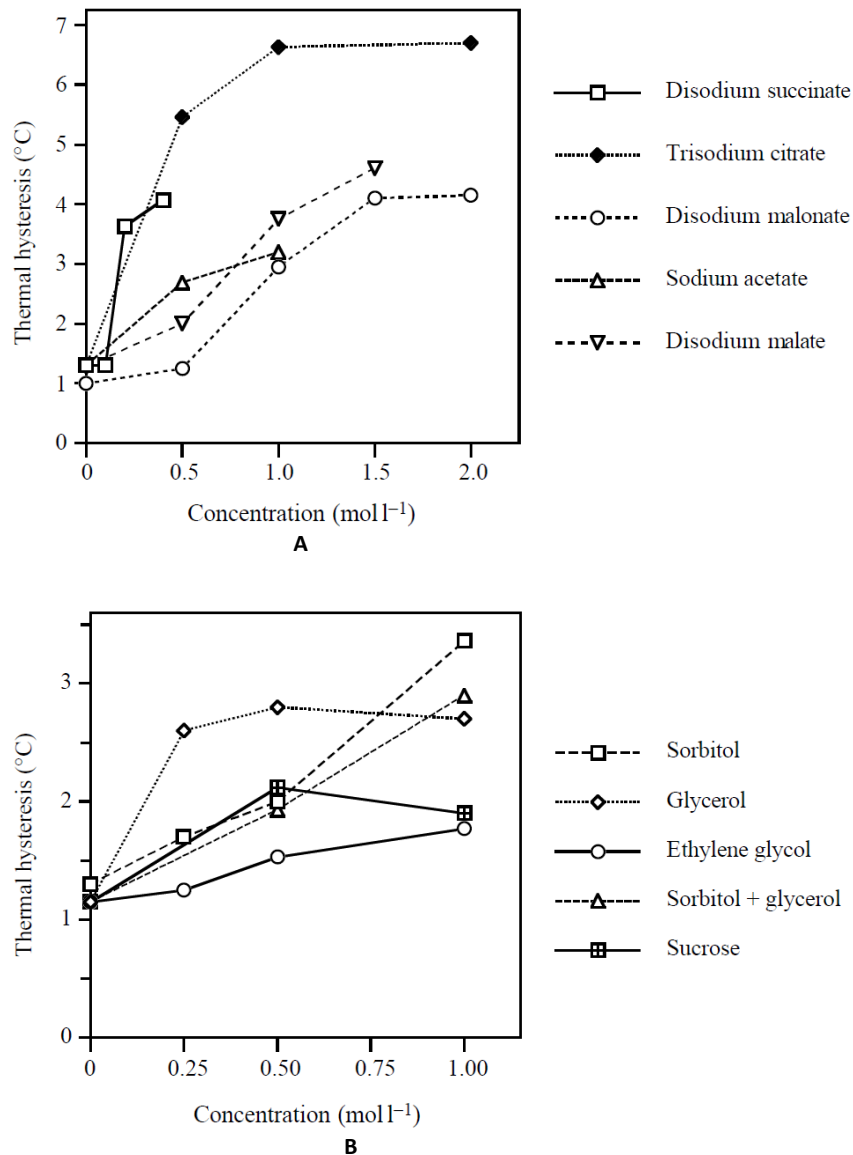 7
6
5
4
3
2
1
0
Thermal hysteresis (°C)
0 0.5 1.0 1.5 2.0
Concentration (mol l⁻¹)
A
Disodium succinate
Trisodium citrate
Disodium malonate
Sodium acetate
Disodium malate
3
2
1
0
Thermal hysteresis (°C)
0 0.25 0.50 0.75 1.00
Concentration (mol l⁻¹)
B
Sorbitol
Glycerol
Ethylene glycol
Sorbitol + glycerol
Sucrose